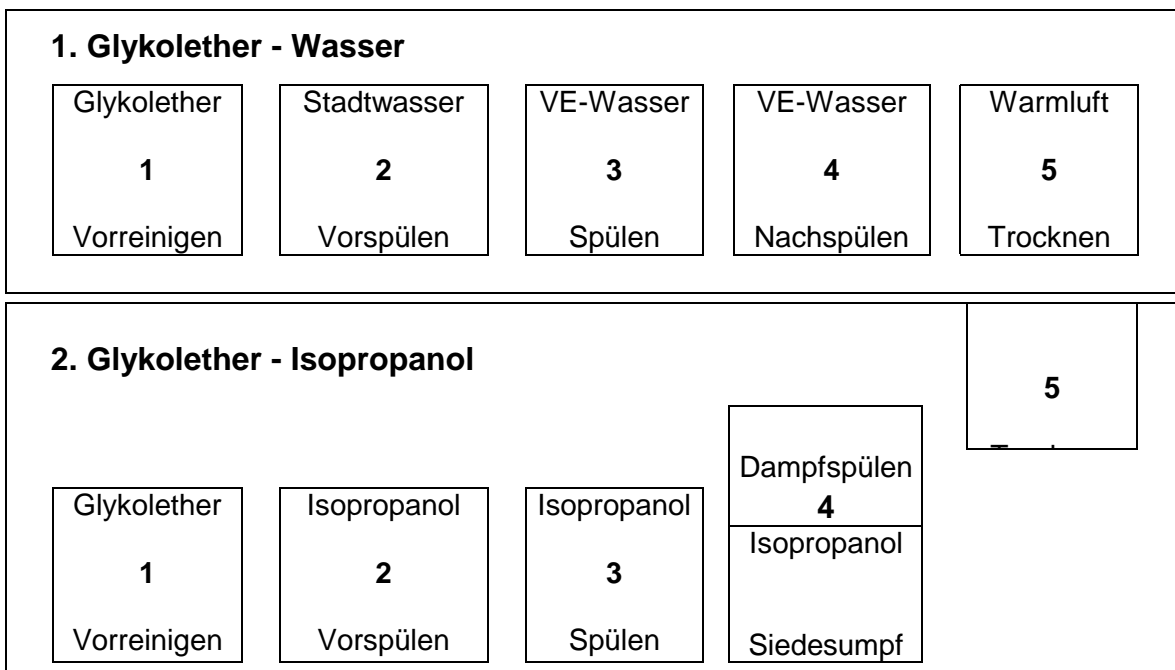 1. Glykolether - Wasser
Glykolether Stadtwasser VE-Wasser VE-Wasser Warmluft
1 2 3 4 5
Vorreinigen Vorspülen Spülen Nachspülen Trocknen
2. Glykolether - Isopropanol
5
Dampfspülen
Glykolether Isopropanol Isopropanol 4
Isopropanol
1 2 3
Vorreinigen Vorspülen Spülen Siedesumpf